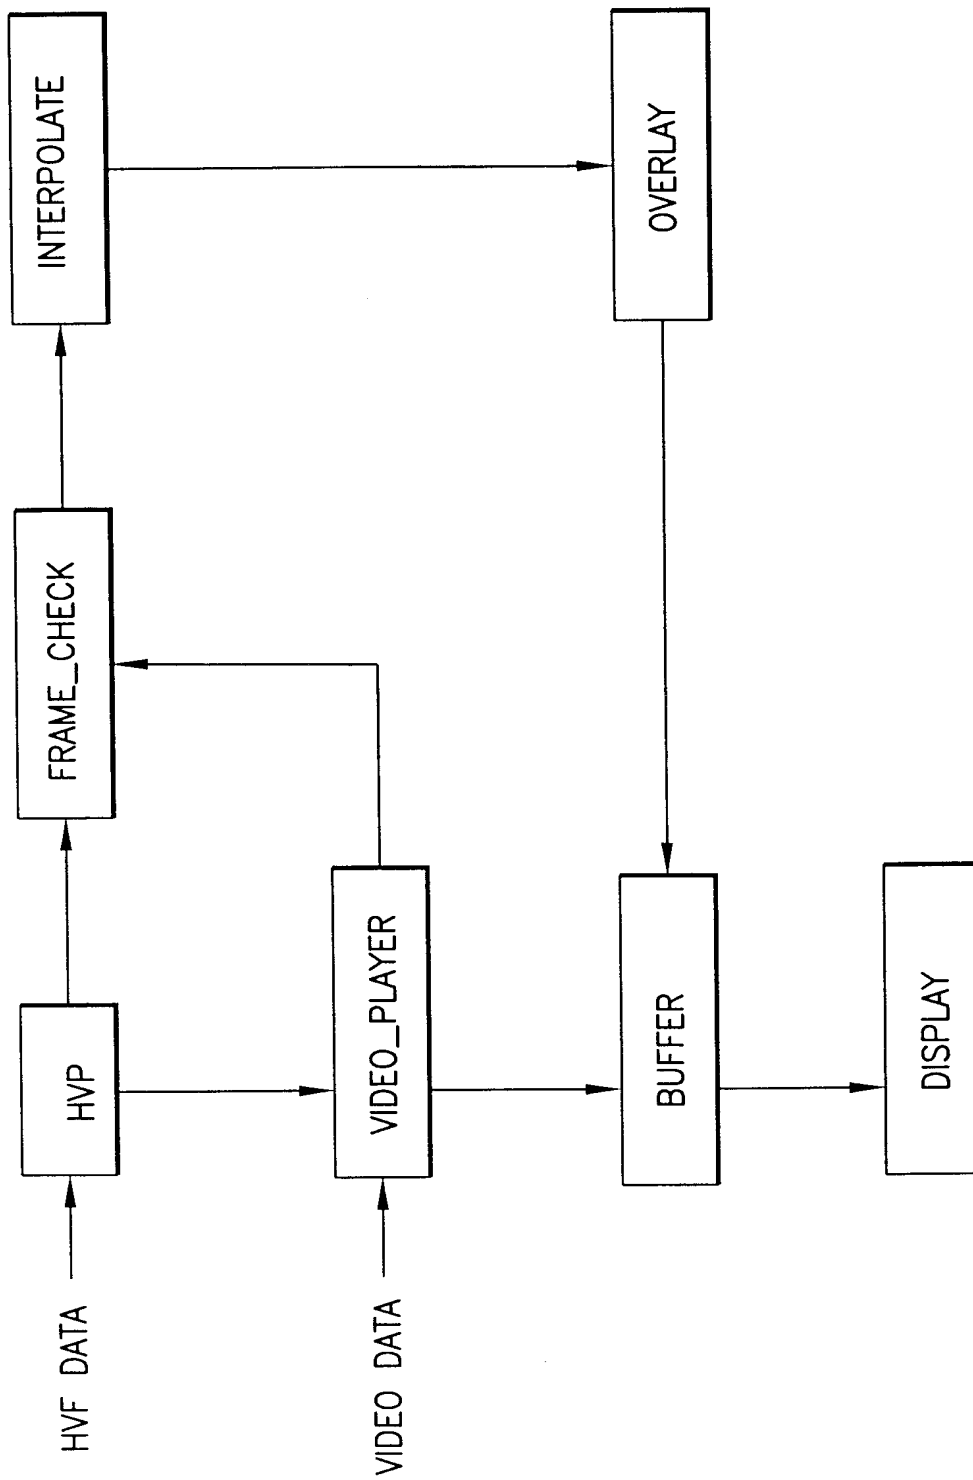 HVF DATA
HVP
FRAME_CHECK
INTERPOLATE
VIDEO DATA
VIDEO_PLAYER
BUFFER
OVERLAY
DISPLAY